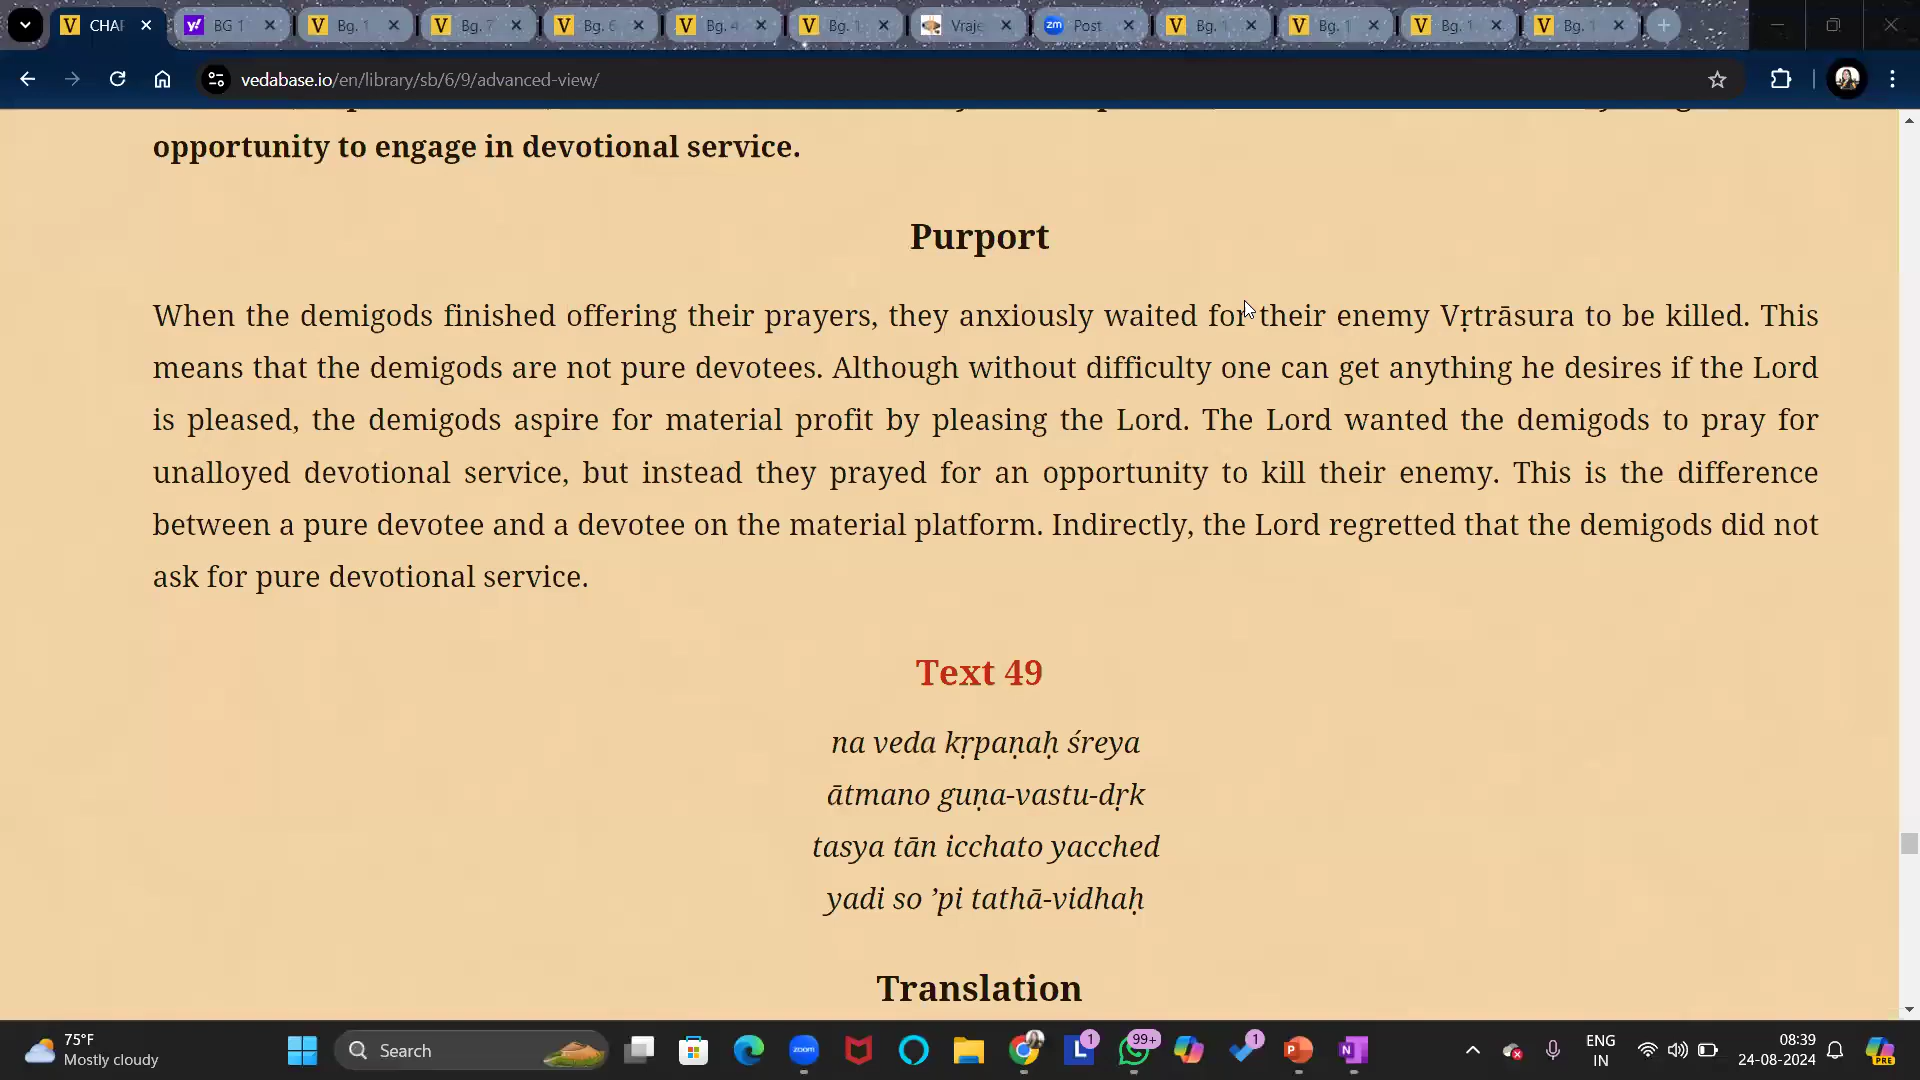 CHAP
BG 1
Bg. 1
Bg. 7
Bg. 6
Bg. 4
Bg. 1
Vraje
zm
Post
Bg. 1
Bg. 1
Bg. 1
Bg. 1
vedabase.io/en/library/sb/6/9/advanced-view/
opportunity to engage in devotional service.
Purport
When the demigods finished offering their prayers, they anxiously waited for their enemy Vṛtrāsura to be killed. This
means that the demigods are not pure devotees. Although without difficulty one can get anything he desires if the Lord
is pleased, the demigods aspire for material profit by pleasing the Lord. The Lord wanted the demigods to pray for
unalloyed devotional service, but instead they prayed for an opportunity to kill their enemy. This is the difference
between a pure devotee and a devotee on the material platform. Indirectly, the Lord regretted that the demigods did not
ask for pure devotional service.
Text 49
na veda kṛpaṇaḥ śreya
ātmano guṇa-vastu-dṛk
tasya tān icchato yacched
yadi so ’pi tathā-vidhaḥ
Translation
75°F
Mostly cloudy
Search
zoom
L
1
99+
1
P
N
PRE
ENG
IN
08:39
24-08-2024